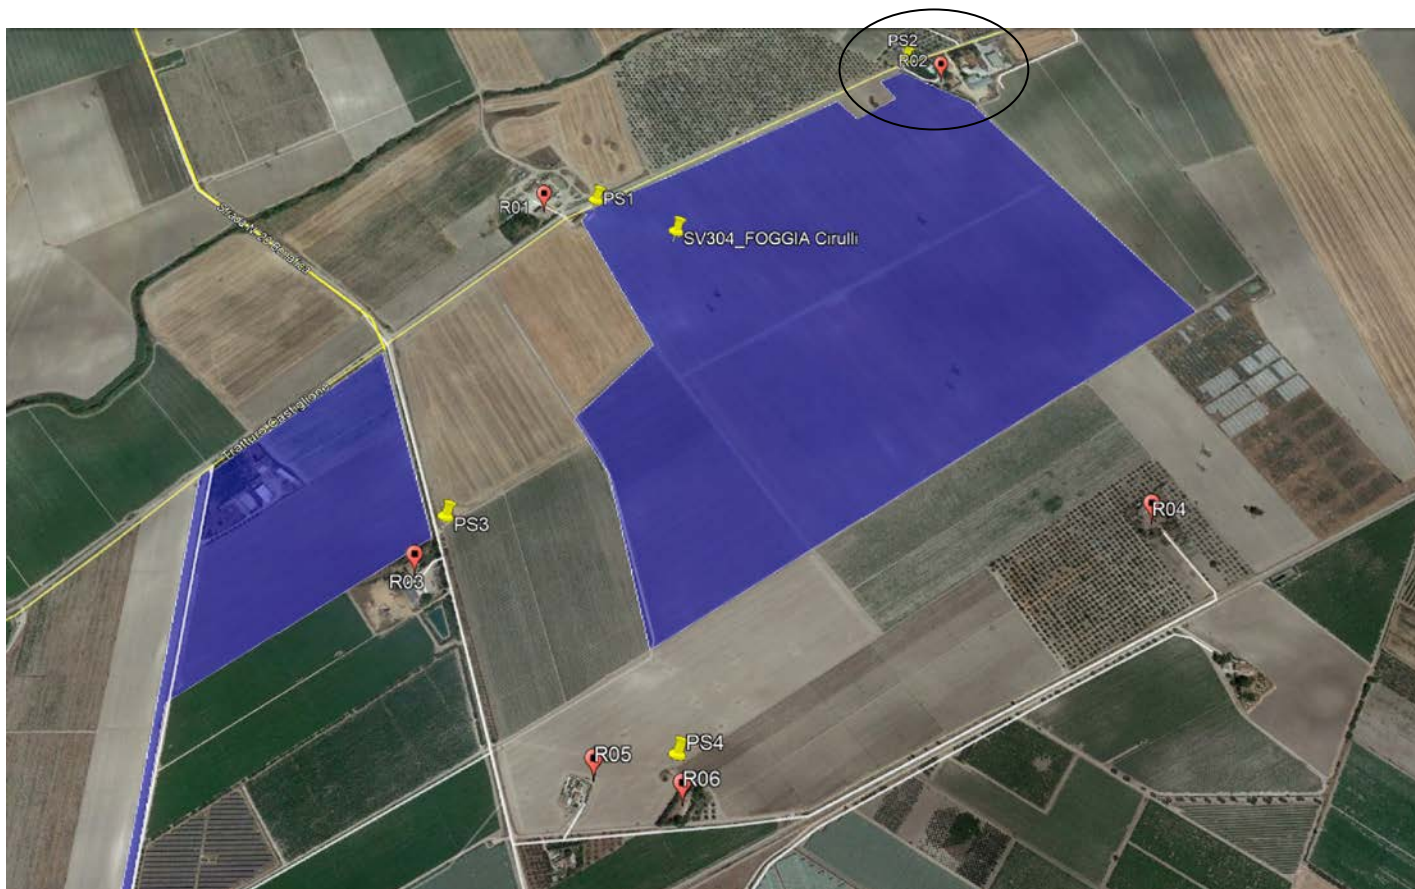 PS2
R02
R01
PS1
SV304_FOGGIA Cirulli
Tratturo Castiglione
PS3
R03
R04
R05
PS4
R06